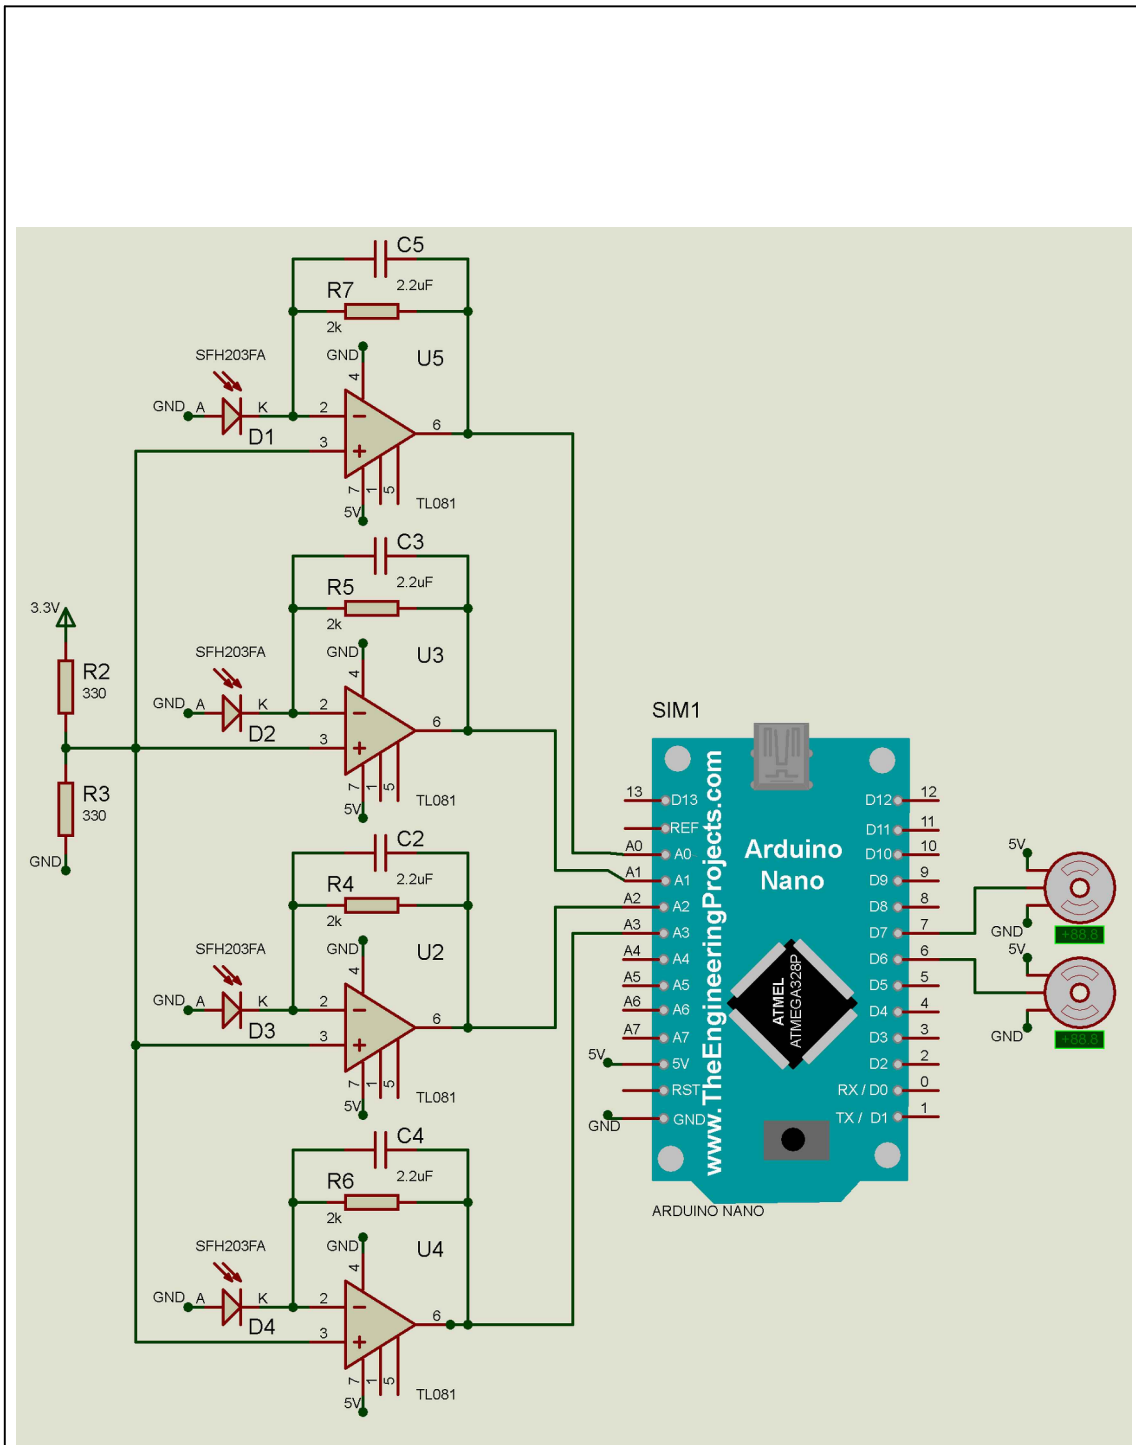 C5
2.2uF
R7
2k
GND
U5
SFH203FA
4
GND A K 2
D1
3
6
7 1 5
5V
TL081
C3
2.2uF
R5
2k
GND
U3
SFH203FA
4
GND A K 2
D2
3
6
7 1 5
5V
TL081
3.3V
R2
330
R3
330
GND
C2
2.2uF
R4
2k
GND
U2
SFH203FA
4
GND A K 2
D3
3
6
7 1 5
5V
TL081
C4
2.2uF
R6
2k
GND
U4
SFH203FA
4
GND A K 2
D4
3
6
7 1 5
5V
TL081
SIM1
www.TheEngineeringProjects.com
Arduino
Nano
ATMEL
ATMEGA328P
13 D13
REF
A0 A0
A1 A1
A2 A2
A3 A3
A4 A4
A5 A5
A6 A6
A7 A7
5V 5V
RST
GND GND
D12 12
D11 11
D10 10
D9 9
D8 8
D7 7
D6 6
D5 5
D4 4
D3 3
D2 2
RX / D0 0
TX / D1 1
ARDUINO NANO
5V
GND
+88.8
5V
GND
+88.8